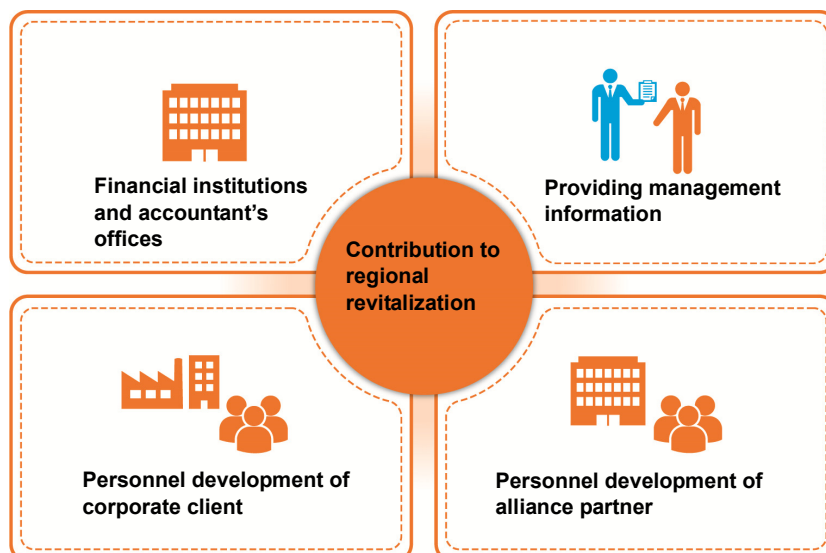 Financial institutions
and accountant's
offices
Providing management
information
Contribution to
regional
revitalization
Personnel development of
corporate client
Personnel development of
alliance partner